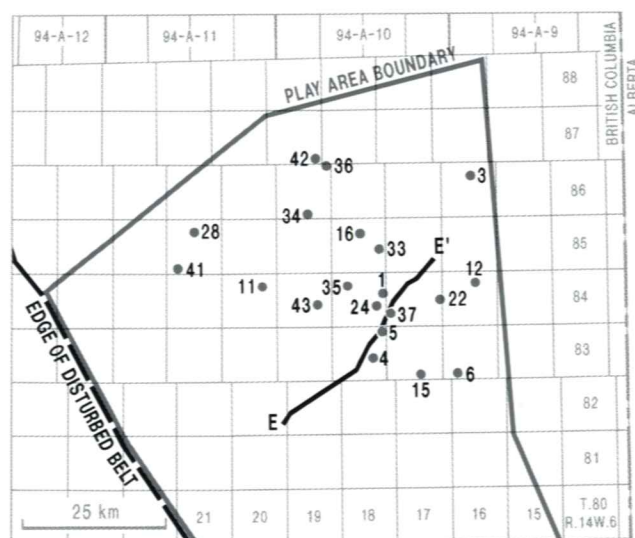 94-A-12 94-A-11 94-A-10 94-A-9
BRITISH COLUMBIA
ALBERTA
PLAY AREA BOUNDARY
88
87
42 36
3
86
34
28 16
33 E'
85
41
11 35 1 12
43 24 37 22
84
5
4
83
15 6
E
82
EDGE OF DISTURBED BELT
81
25 km
21 20 19 18 17 16 15 T.80
R.14W.6